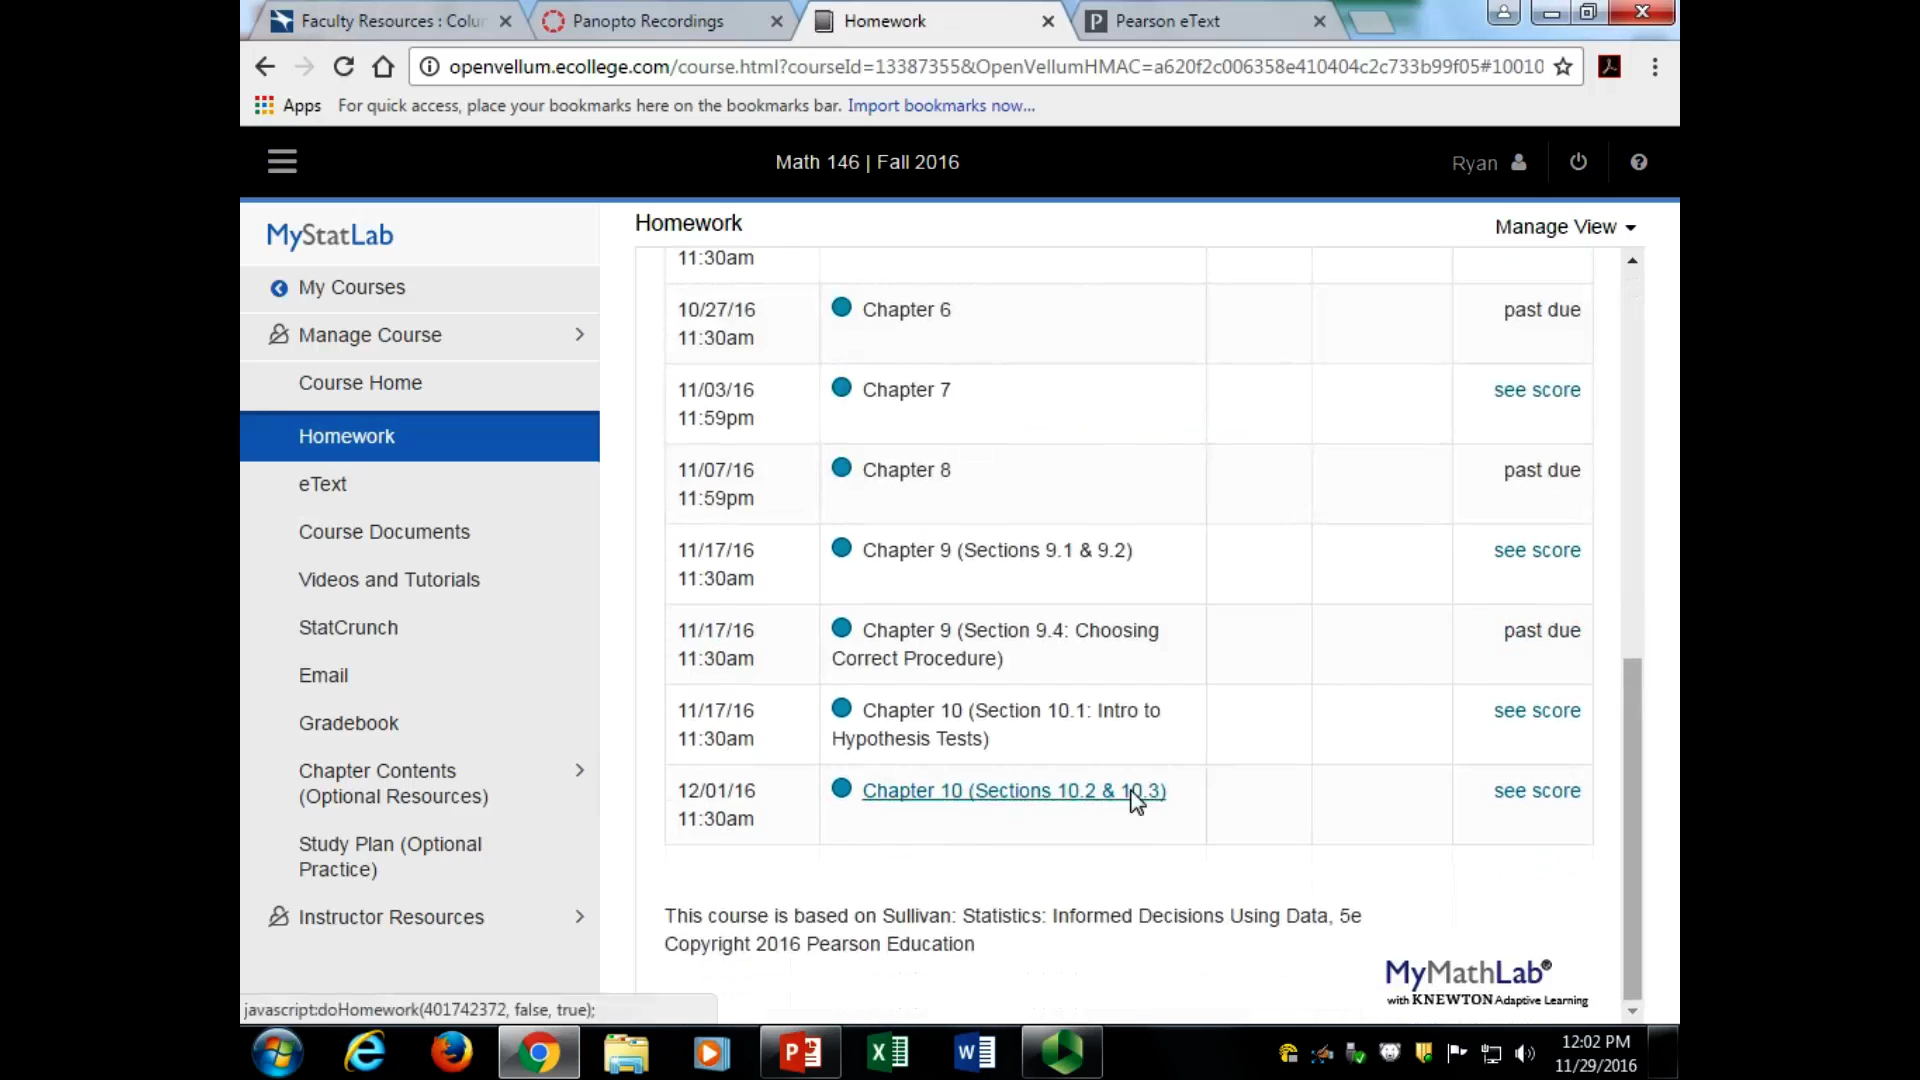 Faculty Resources : Colu
Panopto Recordings
Homework
Pearson eText
openvellum.ecollege.com/course.html?courseId=13387355&OpenVellumHMAC=a620f2c006358e410404c2c733b99f05#10010
Apps For quick access, place your bookmarks here on the bookmarks bar. Import bookmarks now...
Math 146 | Fall 2016
Ryan
MyStatLab
My Courses
Manage Course
Course Home
Homework
eText
Course Documents
Videos and Tutorials
StatCrunch
Email
Gradebook
Chapter Contents
(Optional Resources)
Study Plan (Optional
Practice)
Instructor Resources
Homework
Manage View
11:30am
10/27/16 Chapter 6 past due
11:30am
11/03/16 Chapter 7 see score
11:59pm
11/07/16 Chapter 8 past due
11:59pm
11/17/16 Chapter 9 (Sections 9.1 & 9.2) see score
11:30am
11/17/16 Chapter 9 (Section 9.4: Choosing past due
11:30am Correct Procedure)
11/17/16 Chapter 10 (Section 10.1: Intro to see score
11:30am Hypothesis Tests)
12/01/16 Chapter 10 (Sections 10.2 & 10.3) see score
11:30am
This course is based on Sullivan: Statistics: Informed Decisions Using Data, 5e
Copyright 2016 Pearson Education
MyMathLab®
with KNEWTON Adaptive Learning
javascript:doHomework(401742372, false, true);
12:02 PM
11/29/2016